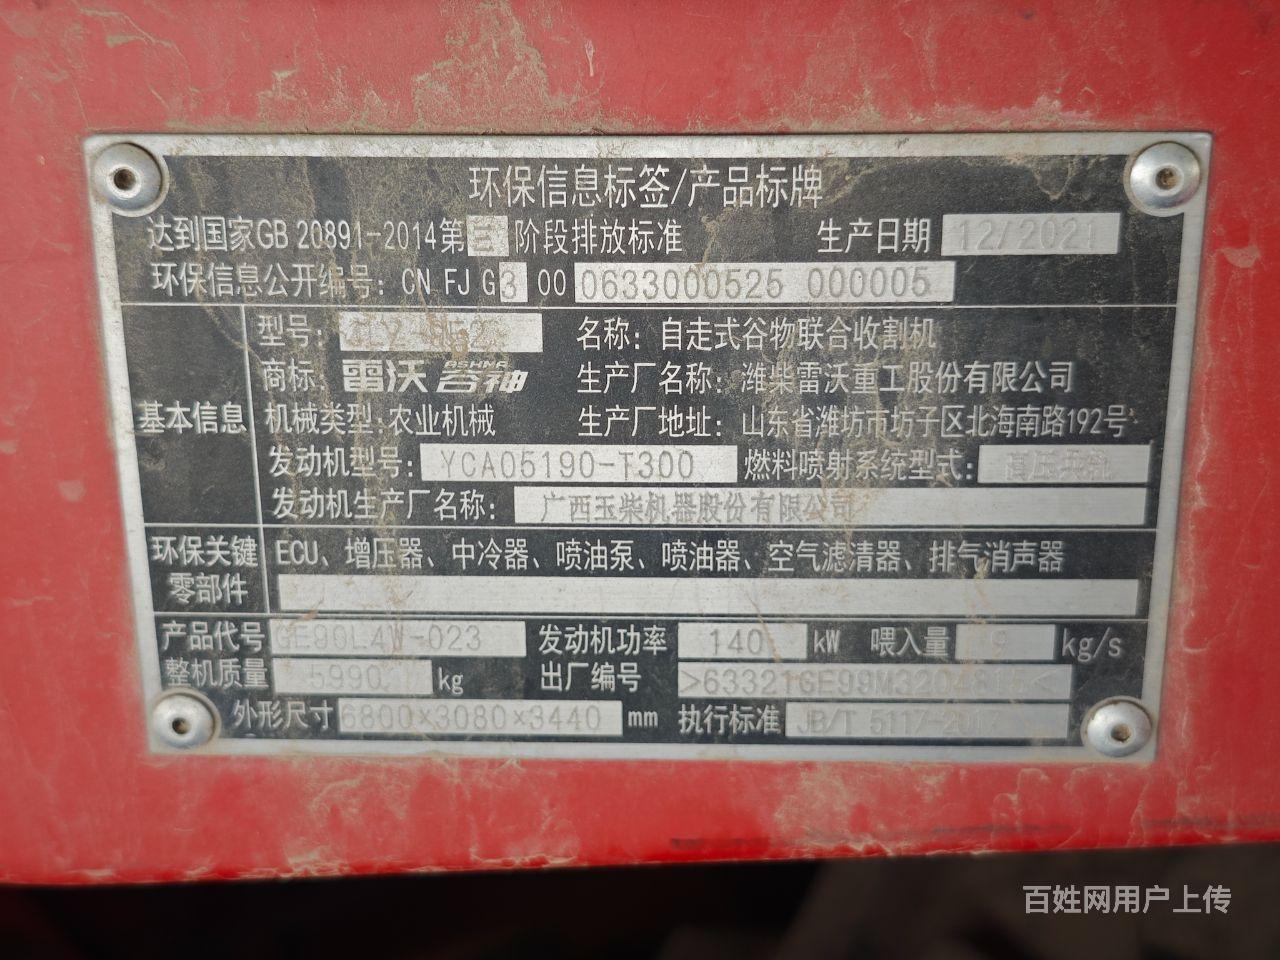 环保信息标签/产品标牌
达到国家GB 20891-2014第三阶段排放标准 生产日期 12/2021
环保信息公开编号: CN FJ G3 00 0633000525 000005
基本信息
型号: 名称: 自走式谷物联合收割机
商标: 雷沃谷神 ASHMA 生产厂名称: 潍柴雷沃重工股份有限公司
机械类型: 农业机械 生产厂地址: 山东省潍坊市坊子区北海南路192号
发动机型号: YCA05190-T300 燃料喷射系统型式: 高压共轨
发动机生产厂名称: 广西玉柴机器股份有限公司
环保关键零部件
ECU、增压器、中冷器、喷油泵、喷油器、空气滤清器、排气消声器
产品代号 GE90L4W-023 发动机功率 140 kW 喂入量 9 kg/s
整机质量 5990 kg 出厂编号
外形尺寸 6800×3080×3440 mm 执行标准 JB/T 5117-2017
百姓网用户上传